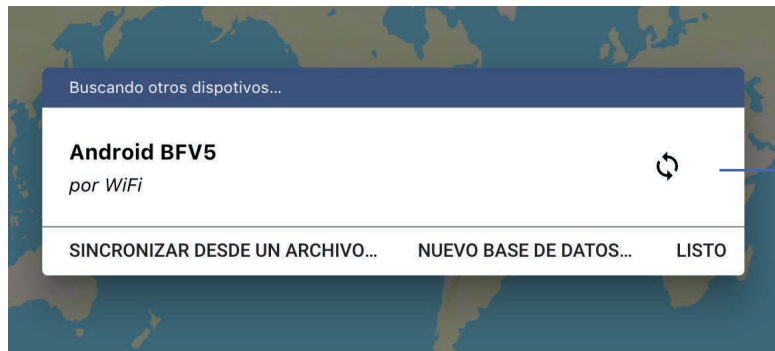 Buscando otros dispotivos...
Android BFV5
por WiFi
SINCRONIZAR DESDE UN ARCHIVO... NUEVO BASE DE DATOS... LISTO